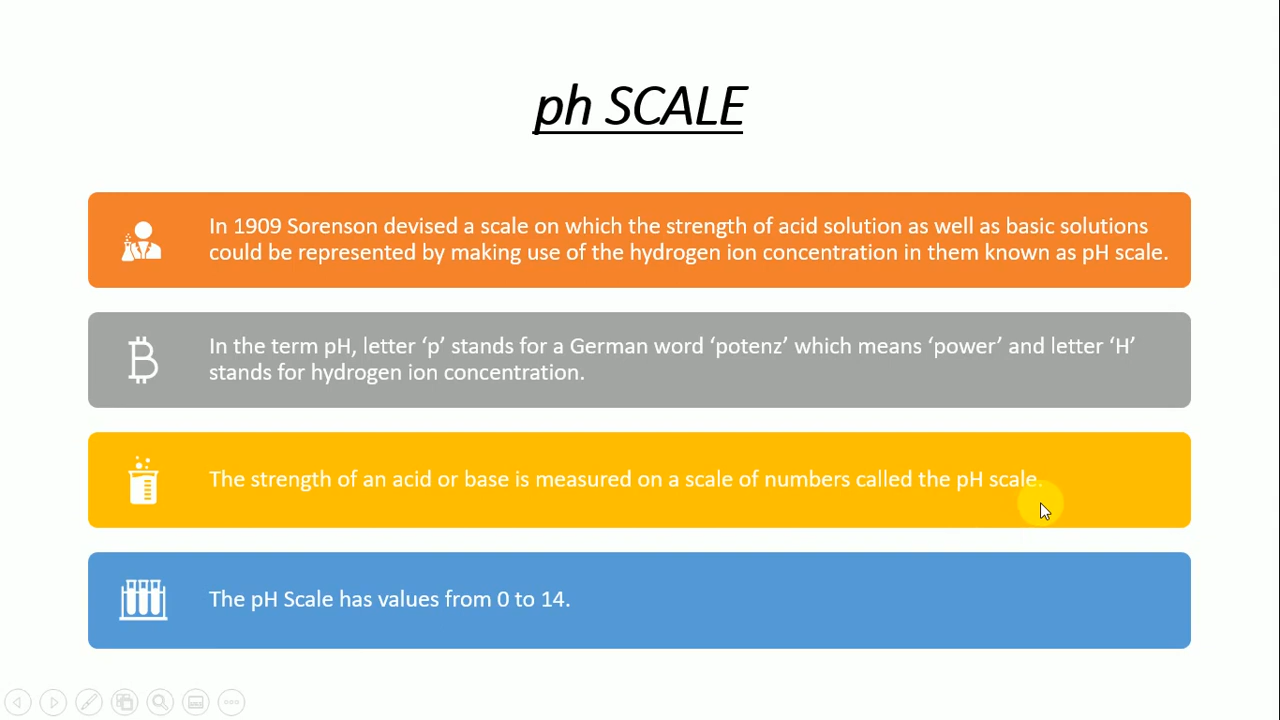 ph SCALE
In 1909 Sorenson devised a scale on which the strength of acid solution as well as basic solutions
could be represented by making use of the hydrogen ion concentration in them known as pH scale.
In the term pH, letter ‘p’ stands for a German word ‘potenz’ which means ‘power’ and letter ‘H’
stands for hydrogen ion concentration.
The strength of an acid or base is measured on a scale of numbers called the pH scale.
The pH Scale has values from 0 to 14.